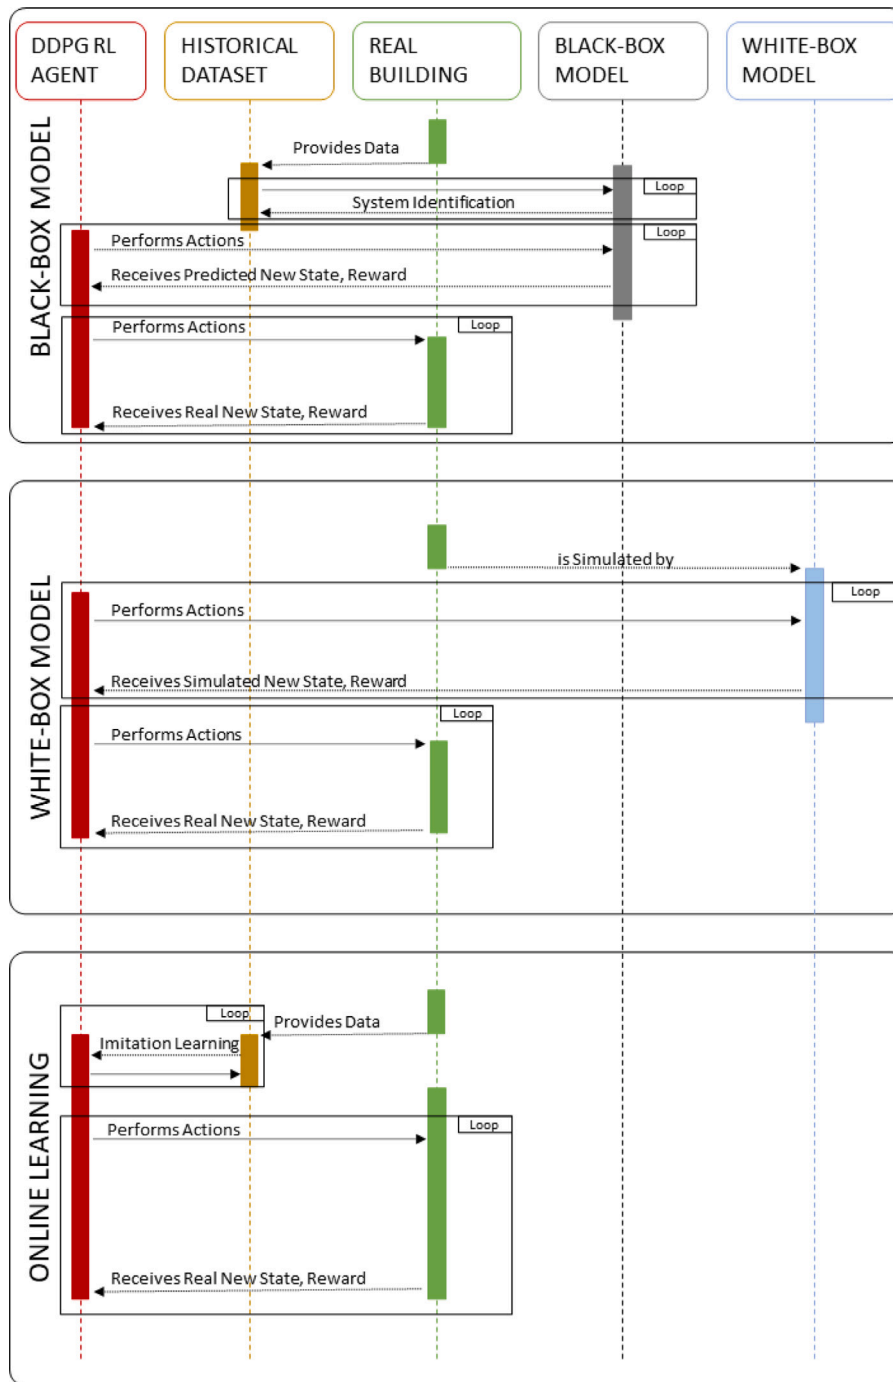 DDPG RL
AGENT
HISTORICAL
DATASET
REAL
BUILDING
BLACK-BOX
MODEL
WHITE-BOX
MODEL
BLACK-BOX MODEL
Provides Data
Loop
System Identification
Loop
Performs Actions
Receives Predicted New State, Reward
Loop
Performs Actions
Receives Real New State, Reward
WHITE-BOX MODEL
is Simulated by
Loop
Performs Actions
Receives Simulated New State, Reward
Loop
Performs Actions
Receives Real New State, Reward
ONLINE LEARNING
Loop
Provides Data
Imitation Learning
Loop
Performs Actions
Receives Real New State, Reward